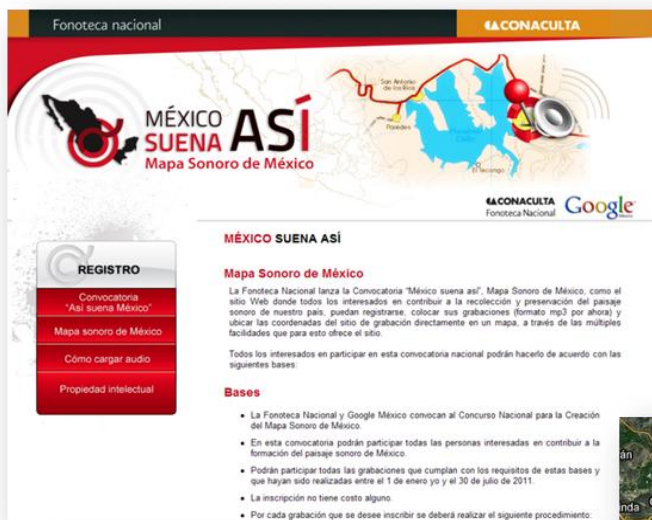 Fonoteca nacional
CONACULTA
San Antonio
de los Ríos
Paredes
El Tecongo
MÉXICO
SUENA ASÍ
Mapa Sonoro de México
CONACULTA
Fonoteca Nacional
Google
México
MÉXICO SUENA ASÍ
REGISTRO
Convocatoria
"Así suena México"
Mapa sonoro de México
Cómo cargar audio
Propiedad intelectual
Mapa Sonoro de México
La Fonoteca Nacional lanza la Convocatoria "México suena así", Mapa Sonoro de México, como el
sitio Web donde todos los interesados en contribuir a la recolección y preservación del paisaje
sonoro de nuestro país, puedan registrarse, colocar sus grabaciones (formato mp3 por ahora) y
ubicar las coordenadas del sitio de grabación directamente en un mapa, a través de las múltiples
facilidades que para esto ofrece el sitio.
Todos los interesados en participar en esta convocatoria nacional podrán hacerlo de acuerdo con las
siguientes bases:
Bases
• La Fonoteca Nacional y Google México convocan al Concurso Nacional para la Creación
del Mapa Sonoro de México.
• En esta convocatoria podrán participar todas las personas interesadas en contribuir a la
formación del paisaje sonoro de México.
• Podrán participar todas las grabaciones que cumplan con los requisitos de estas bases y
que hayan sido realizadas entre el 1 de enero yo y el 30 de julio de 2011.
• La inscripción no tiene costo alguno.
• Por cada grabación que se desee inscribir se deberá realizar el siguiente procedimiento: